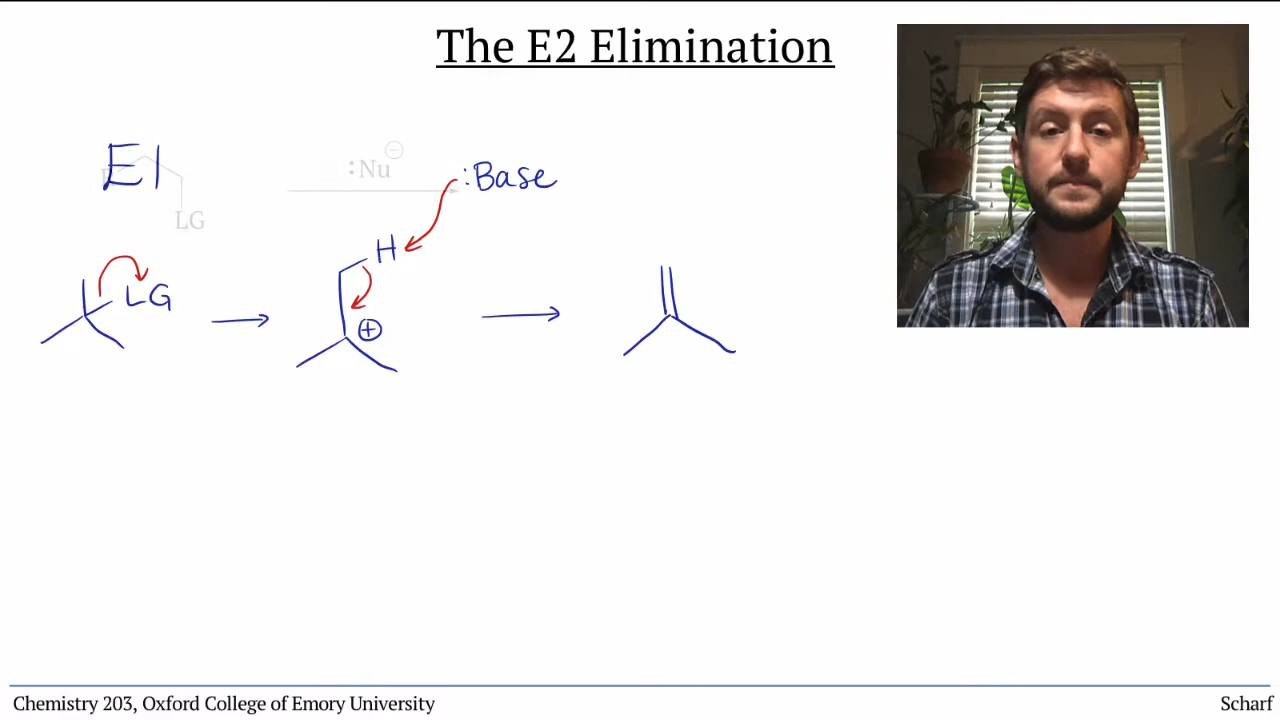 The E2 Elimination
E1
:Nu ⊖
:Base
LG
H
LG
⊕
Chemistry 203, Oxford College of Emory University
Scharf